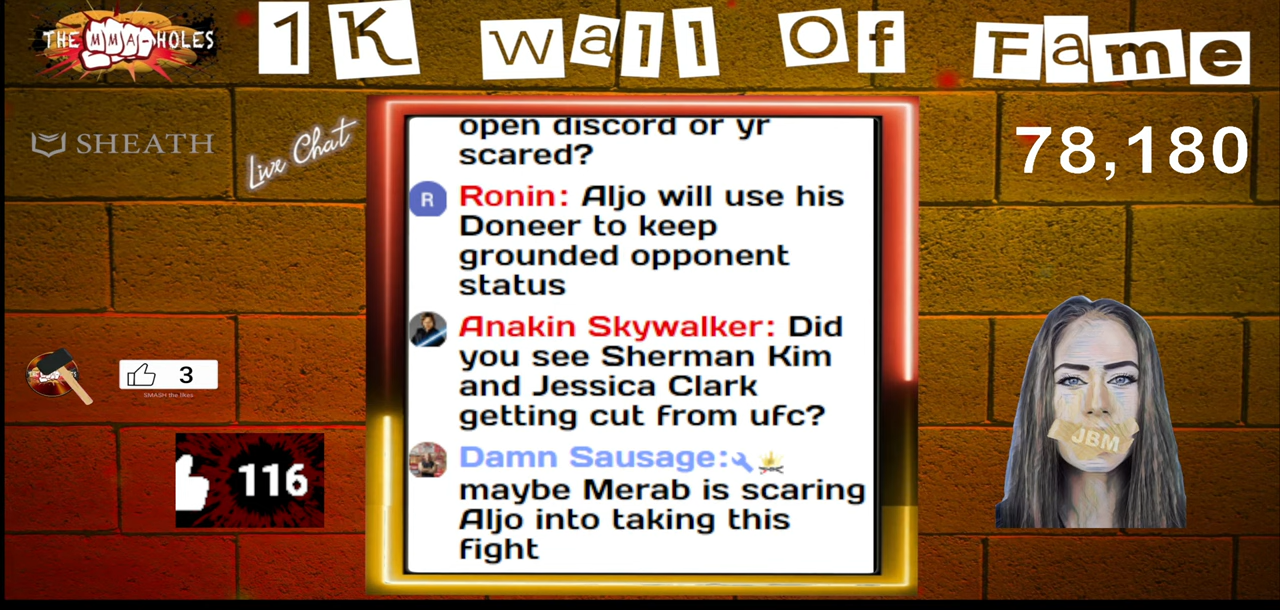 THE MMA-HOLES
1K Wall Of Fame
SHEATH
Live Chat
78,180
open discord or yr
scared?
R
Ronin: Aljo will use his
Doneer to keep
grounded opponent
status
Anakin Skywalker: Did
you see Sherman Kim
and Jessica Clark
getting cut from ufc?
Damn Sausage:
maybe Merab is scaring
Aljo into taking this
fight
3
SMASH the likes
116
JBM